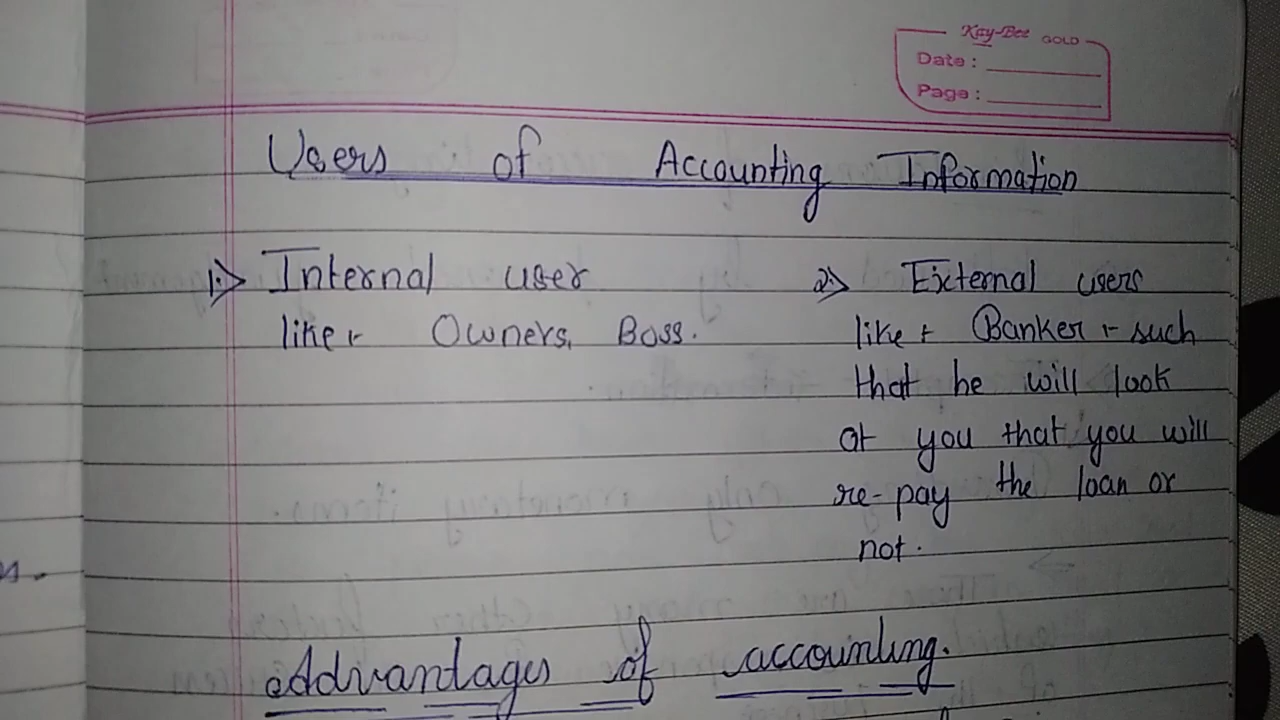 Kay-Bee GOLD
Date :
Page :
Users of Accounting Information
1.> Internal user
like :- Owners, Boss.
2.> External users
like :- Banker :- such
that he will look
at you that you will
re-pay the loan or
not.
Advantages of accounting.